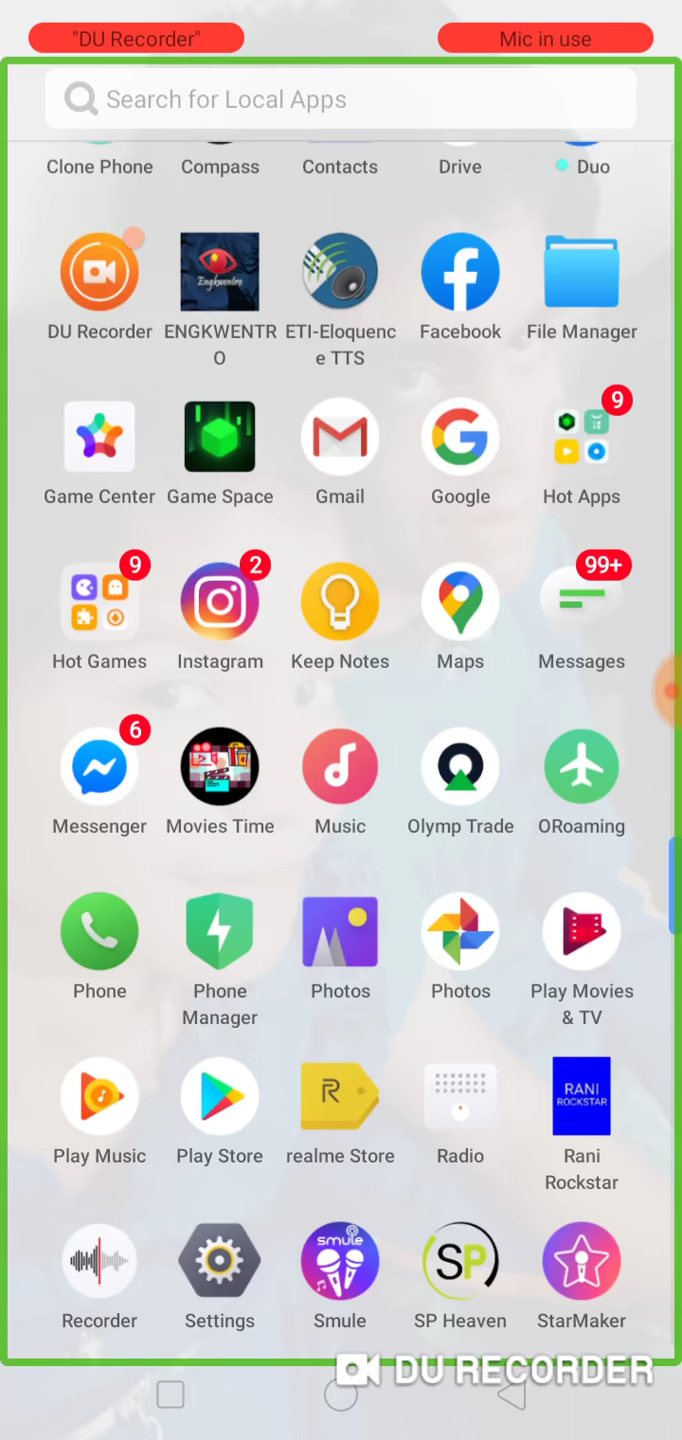 "DU Recorder" Mic in use
Search for Local Apps
Clone Phone Compass Contacts Drive Duo
Engkwentro
DU Recorder ENGKWENTR ETI-Eloquenc Facebook File Manager
O e TTS
9
Game Center Game Space Gmail Google Hot Apps
9 2 99+
Hot Games Instagram Keep Notes Maps Messages
6
Messenger Movies Time Music Olymp Trade ORoaming
Phone Phone Photos Photos Play Movies
Manager & TV
R RANI
ROCKSTAR
Play Music Play Store realme Store Radio Rani
Rockstar
smule SP
Recorder Settings Smule SP Heaven StarMaker
DU RECORDER